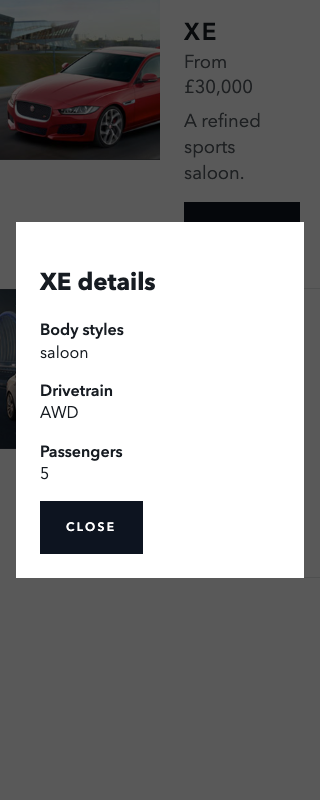 XE
From
£30,000
A refined
sports
saloon.
XE details
Body styles
saloon
Drivetrain
AWD
Passengers
5
CLOSE